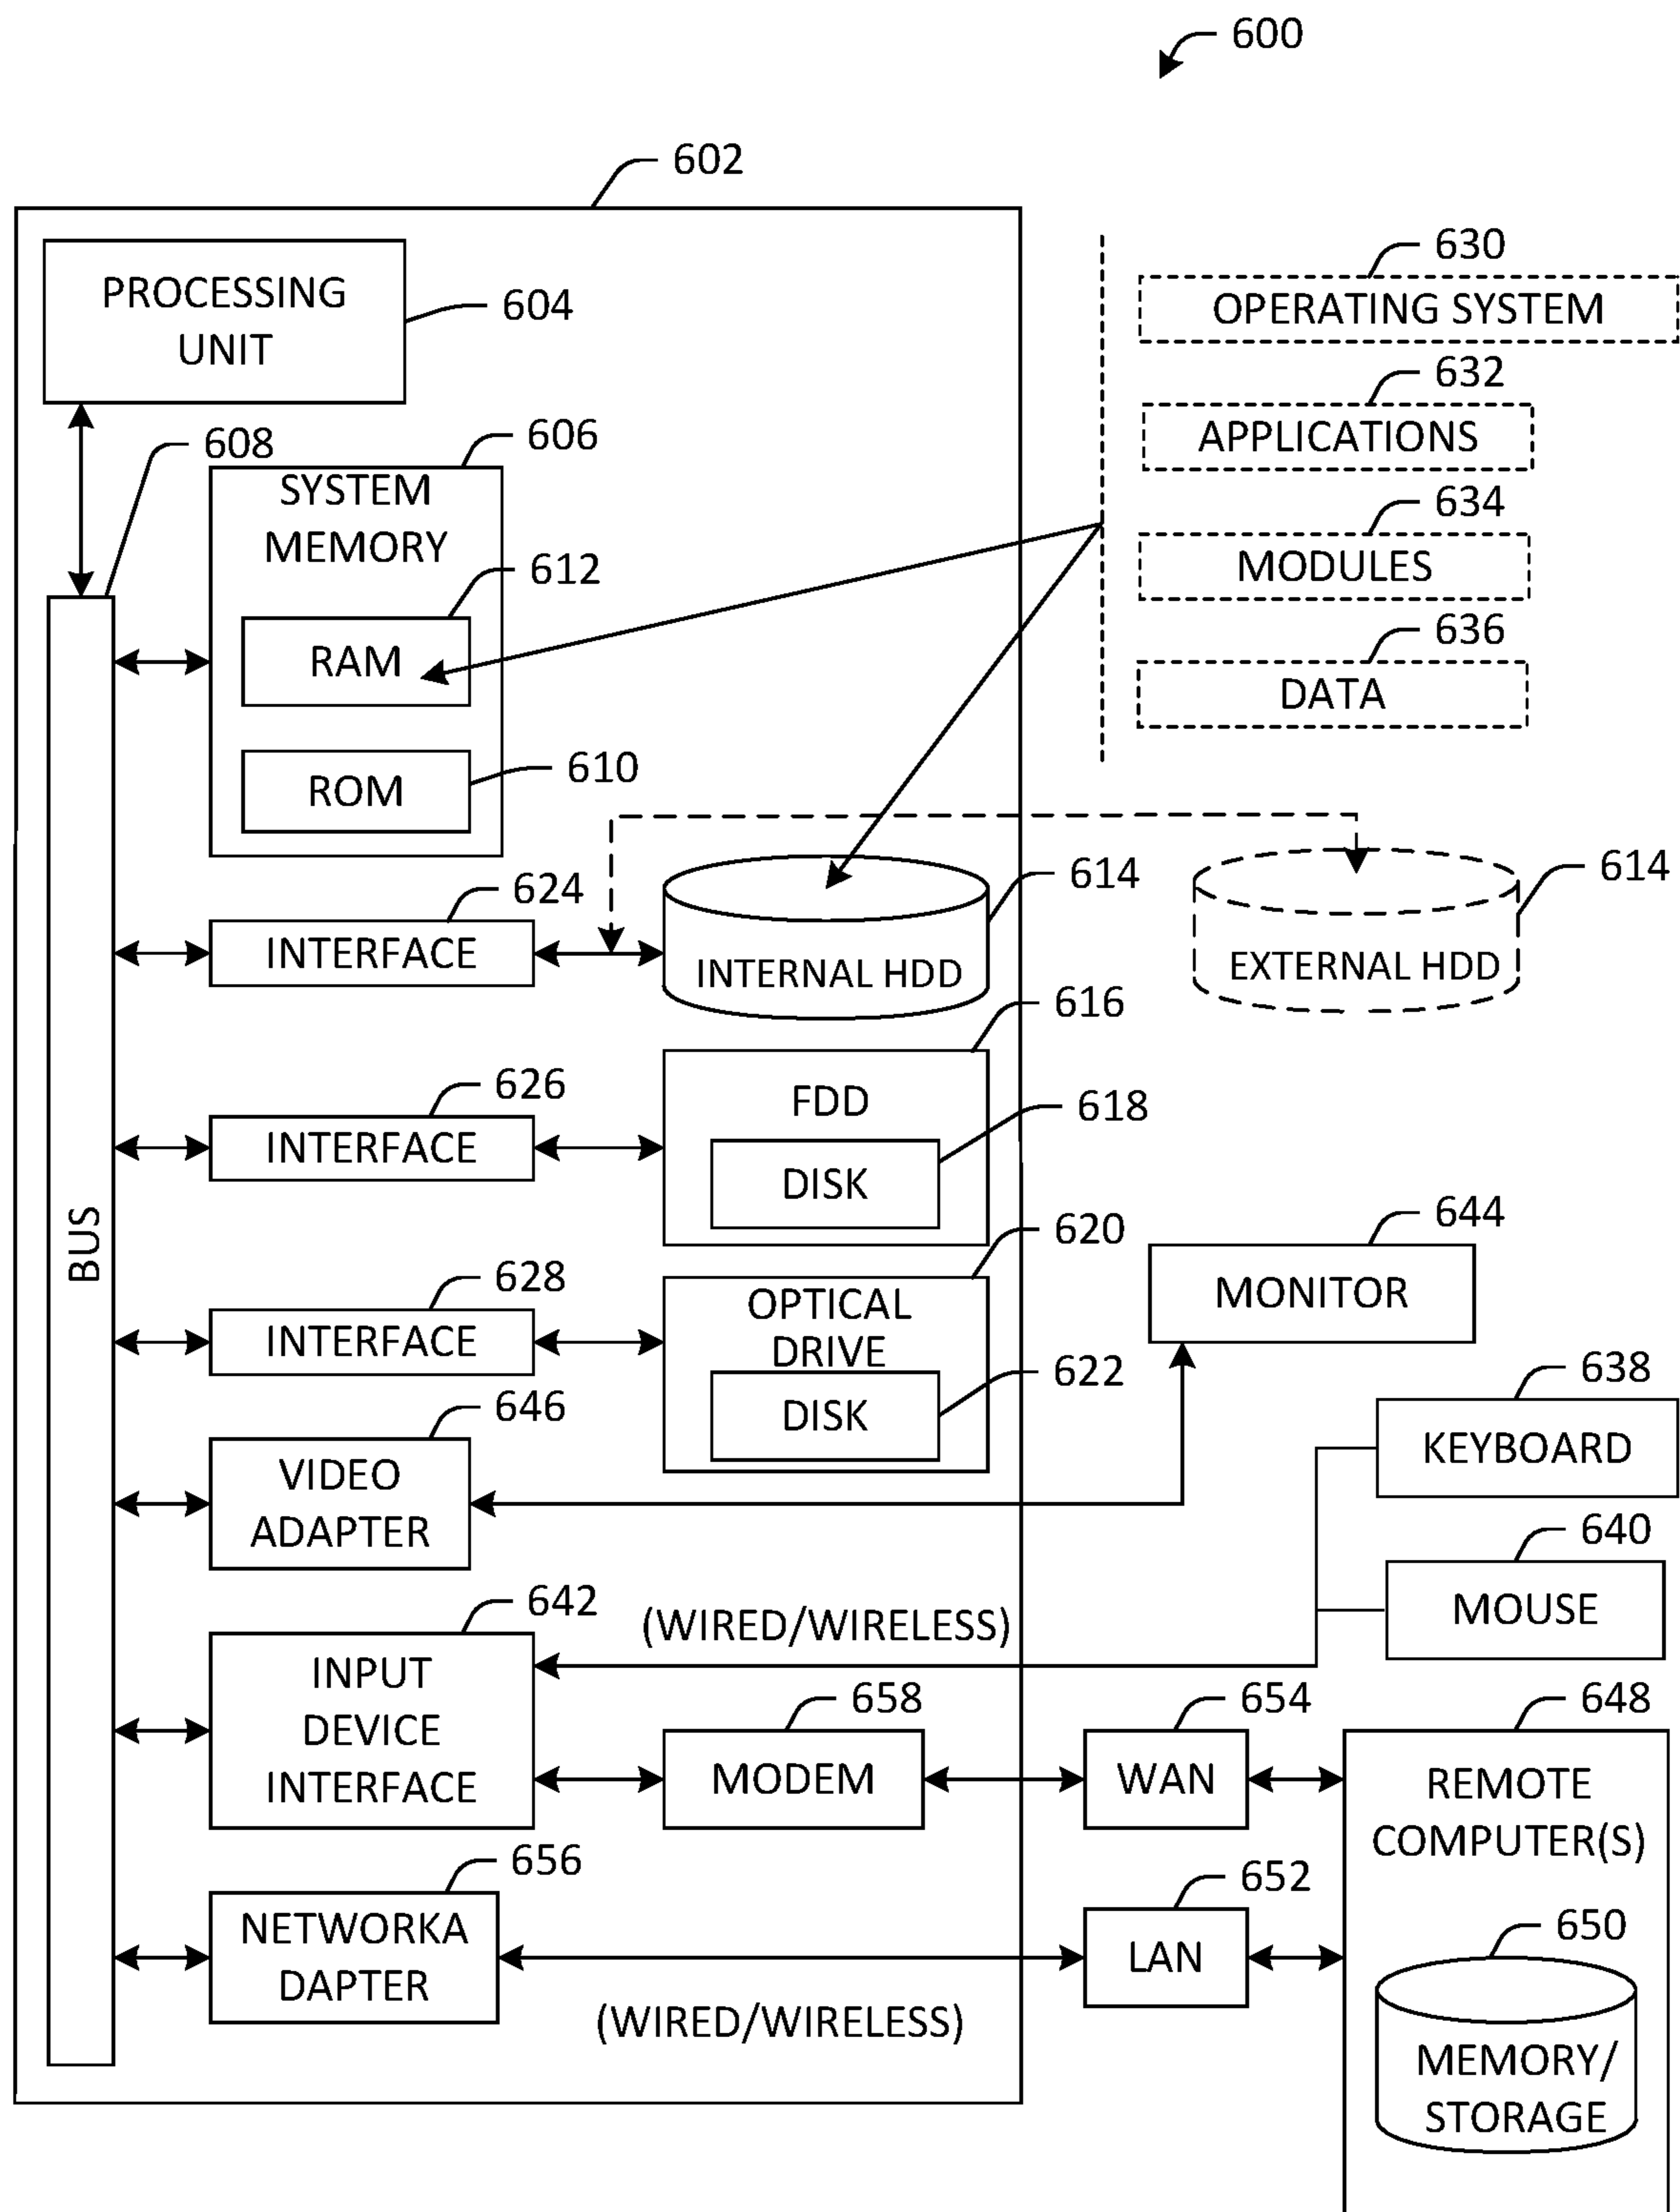 600
602
PROCESSING
UNIT
604
630
OPERATING SYSTEM
632
APPLICATIONS
634
MODULES
636
DATA
608
606
SYSTEM
MEMORY
612
RAM
610
ROM
BUS
624
INTERFACE
614
INTERNAL HDD
614
EXTERNAL HDD
626
INTERFACE
616
FDD
618
DISK
628
INTERFACE
620
OPTICAL
DRIVE
622
DISK
644
MONITOR
646
VIDEO
ADAPTER
638
KEYBOARD
640
MOUSE
642
INPUT
DEVICE
INTERFACE
(WIRED/WIRELESS)
658
MODEM
654
WAN
648
REMOTE
COMPUTER(S)
656
NETWORKA
DAPTER
(WIRED/WIRELESS)
652
LAN
650
MEMORY/
STORAGE